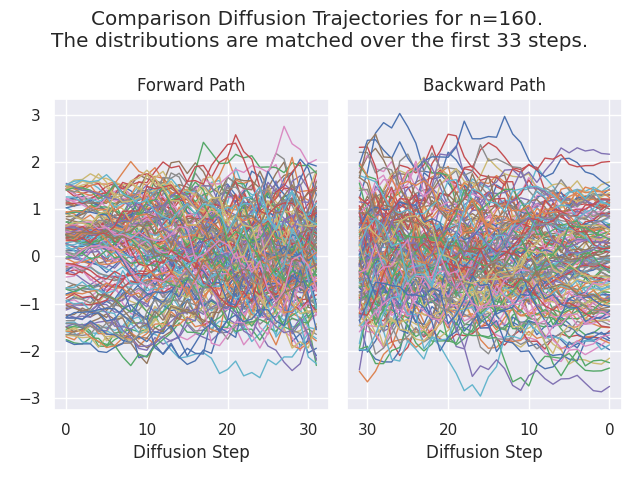 Comparison Diffusion Trajectories for n=160.
The distributions are matched over the first 33 steps.
Forward Path
Backward Path
3
2
1
0
−1
−2
−3
0 10 20 30
30 20 10 0
Diffusion Step
Diffusion Step